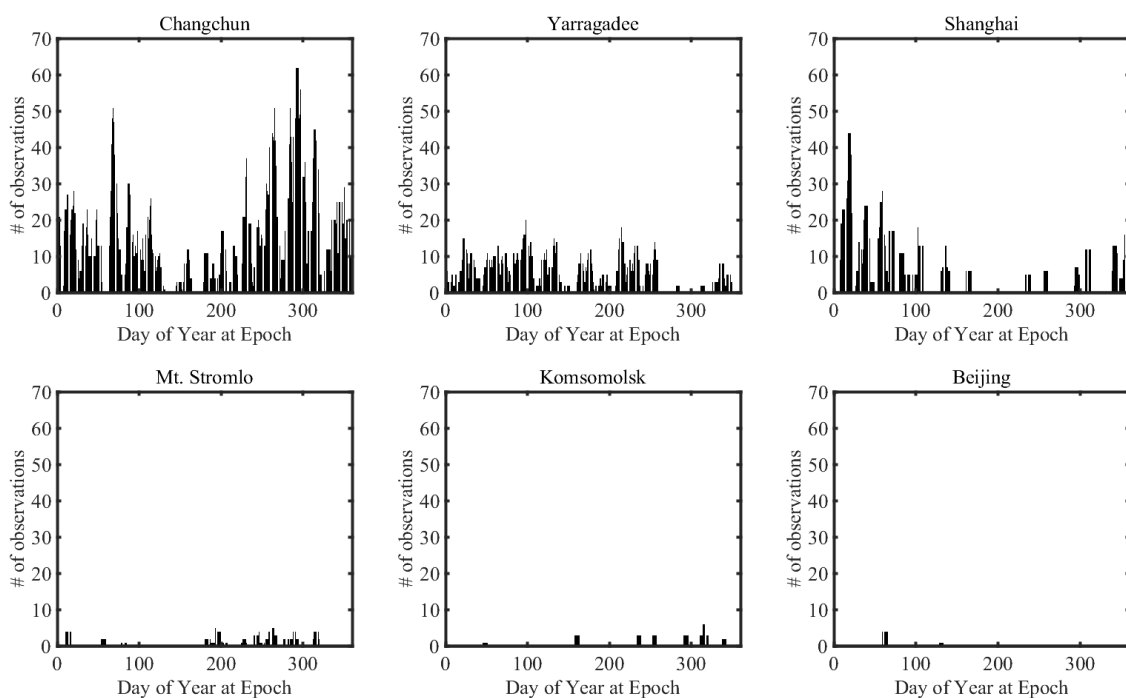 Changchun
Yarragadee
Shanghai
70 70 70
60 60 60
50 50 50
40 40 40
30 30 30
20 20 20
10 10 10
0 0 0
# of observations # of observations # of observations
0 100 200 300 0 100 200 300 0 100 200 300
Day of Year at Epoch Day of Year at Epoch Day of Year at Epoch
Mt. Stromlo
Komsomolsk
Beijing
70 70 70
60 60 60
50 50 50
40 40 40
30 30 30
20 20 20
10 10 10
0 0 0
# of observations # of observations # of observations
0 100 200 300 0 100 200 300 0 100 200 300
Day of Year at Epoch Day of Year at Epoch Day of Year at Epoch